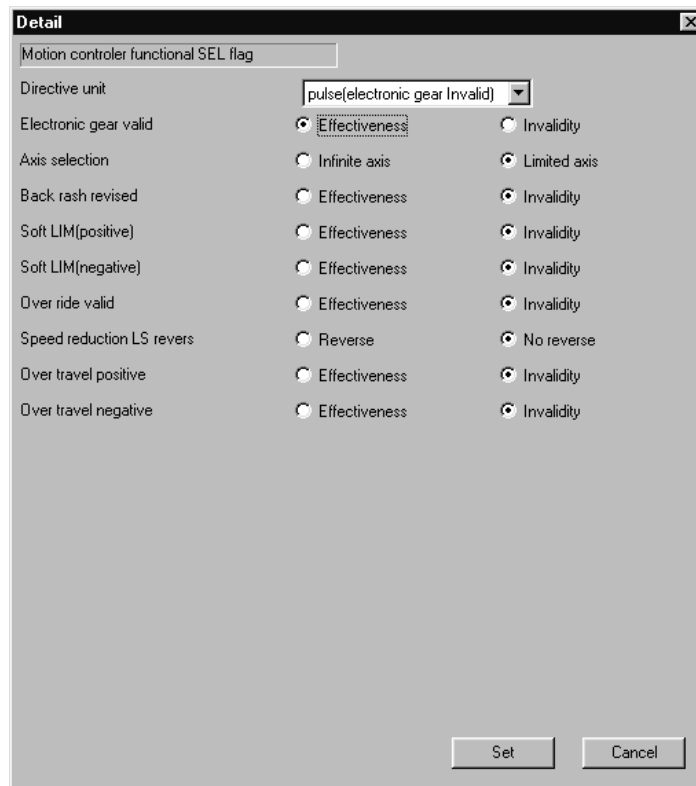 Detail
Motion controler functional SEL flag
Directive unit pulse(electronic gear Invalid)
Electronic gear valid Effectiveness Invalidity
Axis selection Infinite axis Limited axis
Back rash revised Effectiveness Invalidity
Soft LIM(positive) Effectiveness Invalidity
Soft LIM(negative) Effectiveness Invalidity
Over ride valid Effectiveness Invalidity
Speed reduction LS revers Reverse No reverse
Over travel positive Effectiveness Invalidity
Over travel negative Effectiveness Invalidity
Set Cancel